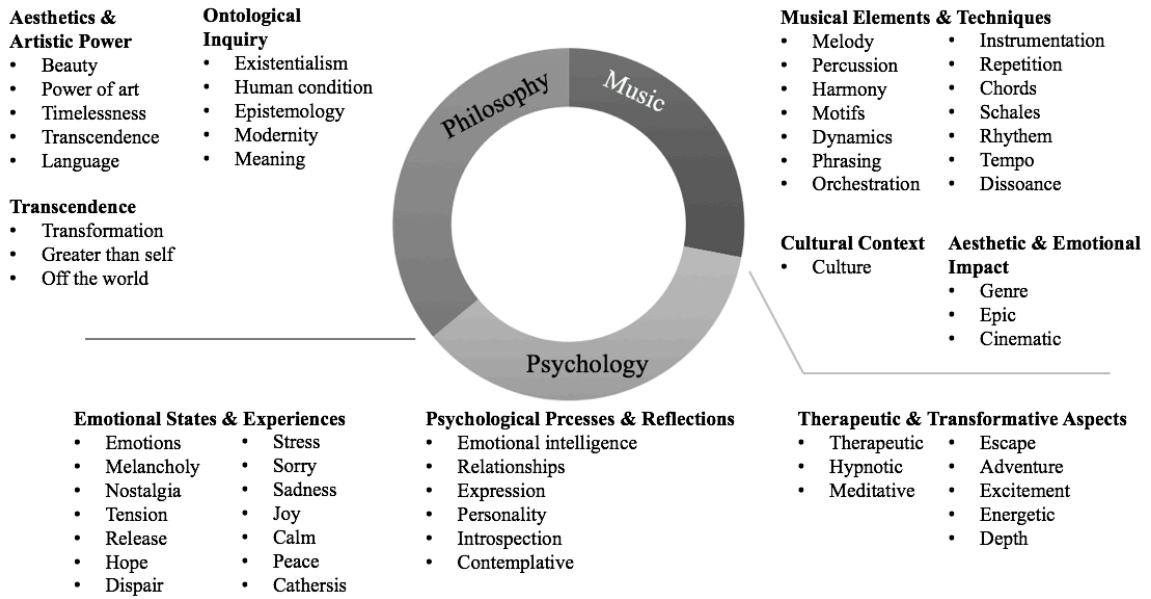 Aesthetics &
Artistic Power
• Beauty
• Power of art
• Timelessness
• Transcendence
• Language
Transcendence
• Transformation
• Greater than self
• Off the world
Ontological
Inquiry
• Existentialism
• Human condition
• Epistemology
• Modernity
• Meaning
Philosophy
Music
Psychology
Musical Elements & Techniques
• Melody
• Percussion
• Harmony
• Motifs
• Dynamics
• Phrasing
• Orchestration
• Instrumentation
• Repetition
• Chords
• Schales
• Rhythem
• Tempo
• Dissoance
Cultural Context
• Culture
Aesthetic & Emotional
Impact
• Genre
• Epic
• Cinematic
Emotional States & Experiences
• Emotions
• Melancholy
• Nostalgia
• Tension
• Release
• Hope
• Dispair
• Stress
• Sorry
• Sadness
• Joy
• Calm
• Peace
• Cathersis
Psychological Prcesses & Reflections
• Emotional intelligence
• Relationships
• Expression
• Personality
• Introspection
• Contemplative
Therapeutic & Transformative Aspects
• Therapeutic
• Hypnotic
• Meditative
• Escape
• Adventure
• Excitement
• Energetic
• Depth